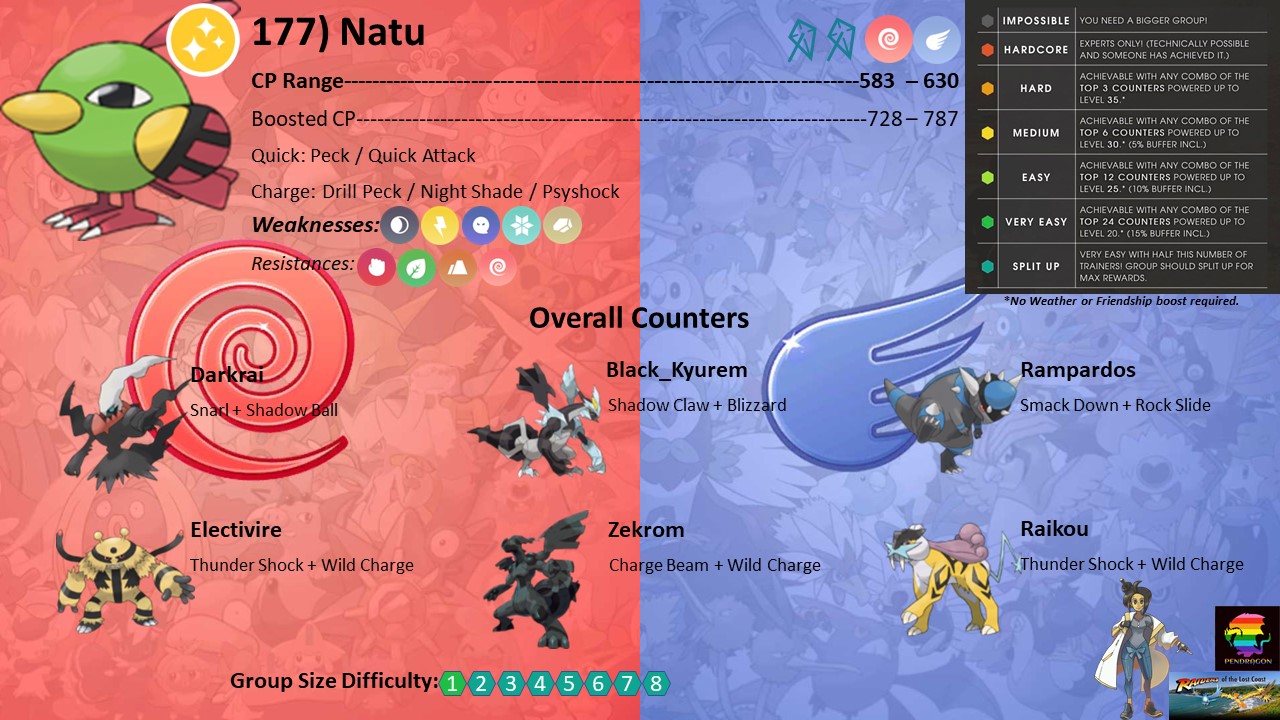 177) Natu
CP Range---583 – 630
Boosted CP---728 – 787
Quick: Peck / Quick Attack
Charge: Drill Peck / Night Shade / Psyshock
Weaknesses:
Resistances:
IMPOSSIBLE YOU NEED A BIGGER GROUP!
HARDCORE EXPERTS ONLY! (TECHNICALLY POSSIBLE
AND SOMEONE HAS ACHIEVED IT.)
HARD ACHIEVABLE WITH ANY COMBO OF THE
TOP 3 COUNTERS POWERED UP TO
LEVEL 35.*
MEDIUM ACHIEVABLE WITH ANY COMBO OF THE
TOP 6 COUNTERS POWERED UP TO
LEVEL 30.* (5% BUFFER INCL.)
EASY ACHIEVABLE WITH ANY COMBO OF THE
TOP 12 COUNTERS POWERED UP TO
LEVEL 25.* (10% BUFFER INCL.)
VERY EASY ACHIEVABLE WITH ANY COMBO OF THE
TOP 24 COUNTERS POWERED UP TO
LEVEL 20.* (15% BUFFER INCL.)
SPLIT UP VERY EASY WITH HALF THIS NUMBER OF
TRAINERS! GROUP SHOULD SPLIT UP FOR
MAX REWARDS.
*No Weather or Friendship boost required.
Overall Counters
Darkrai
Snarl + Shadow Ball
Black_Kyurem
Shadow Claw + Blizzard
Rampardos
Smack Down + Rock Slide
Electivire
Thunder Shock + Wild Charge
Zekrom
Charge Beam + Wild Charge
Raikou
Thunder Shock + Wild Charge
Group Size Difficulty: 1 2 3 4 5 6 7 8
PENDRAGON
RAIDERS of the Lost Coast